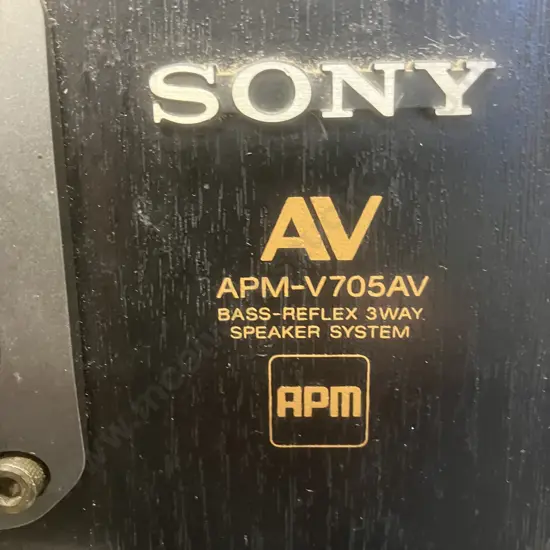 SONY
AV
APM-V705AV
BASS-REFLEX 3WAY
SPEAKER SYSTEM
APM